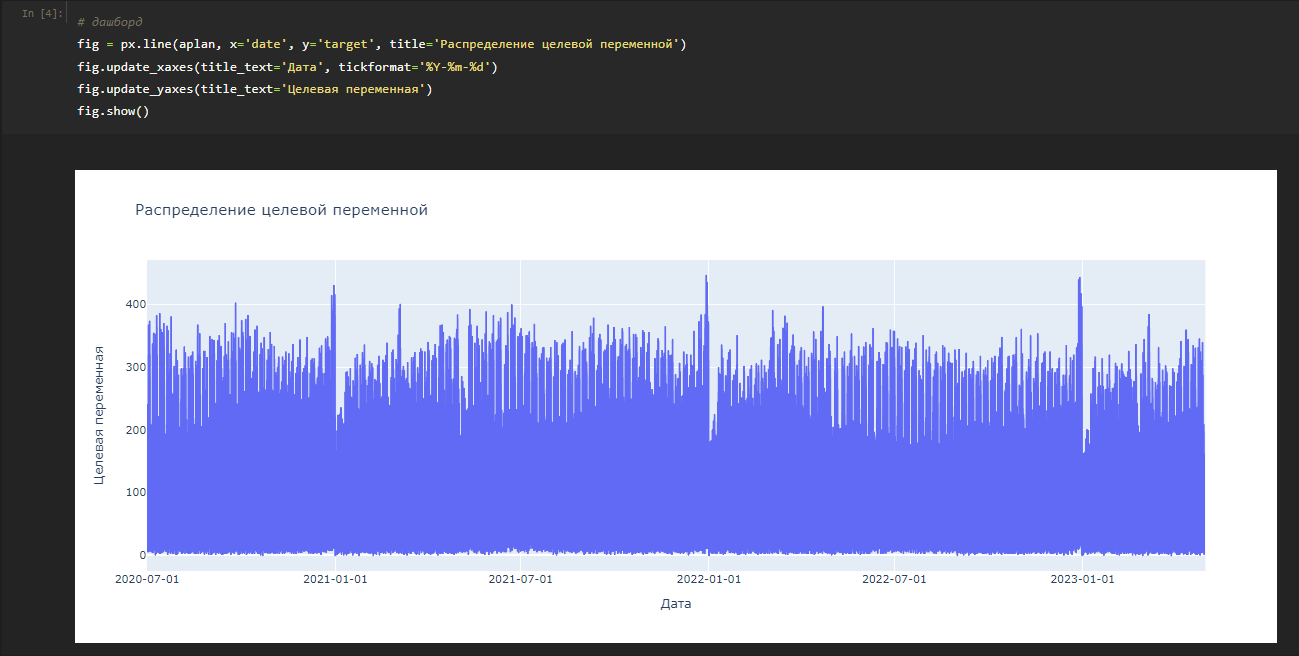 In [4]:
# дашборд
fig = px.line(aplan, x='date', y='target', title='Распределение целевой переменной')
fig.update_xaxes(title_text='Дата', tickformat='%Y-%m-%d')
fig.update_yaxes(title_text='Целевая переменная')
fig.show()
Распределение целевой переменной
Целевая переменная
400
300
200
100
0
2020-07-01
2021-01-01
2021-07-01
2022-01-01
2022-07-01
2023-01-01
Дата